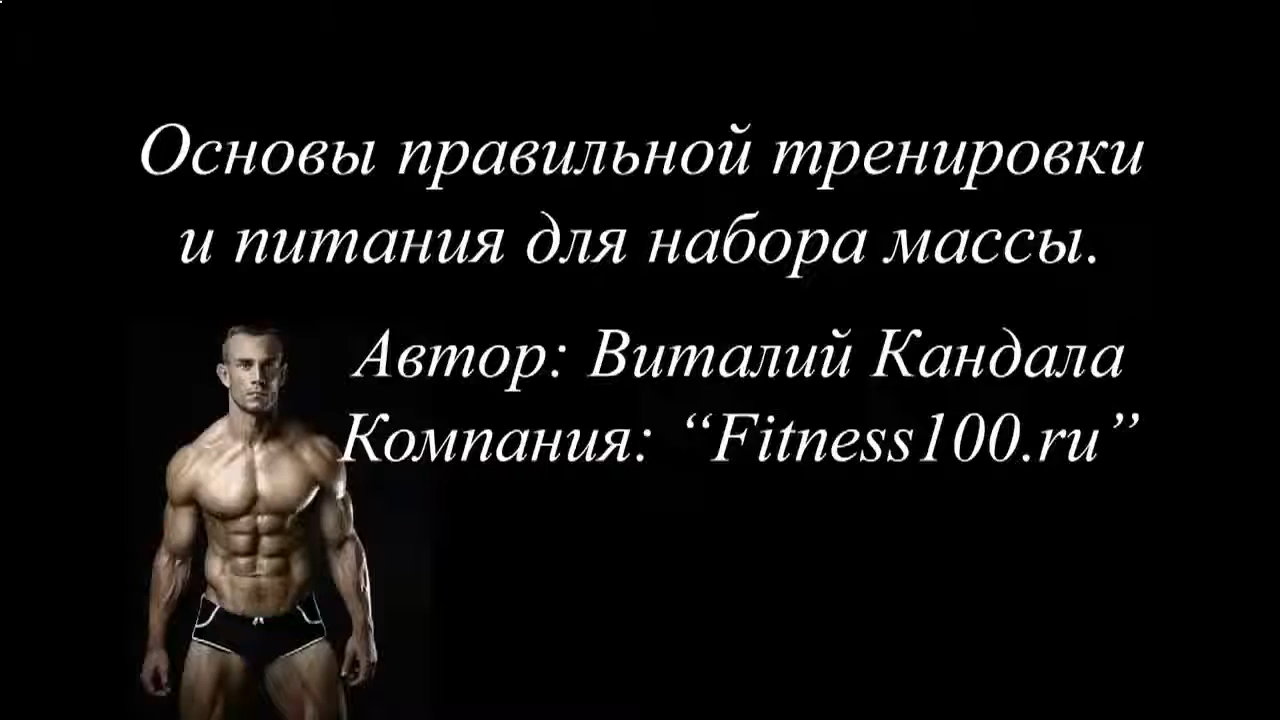 Основы правильной тренировки
и питания для набора массы.
Автор: Виталий Кандала
Компания: “Fitness100.ru”